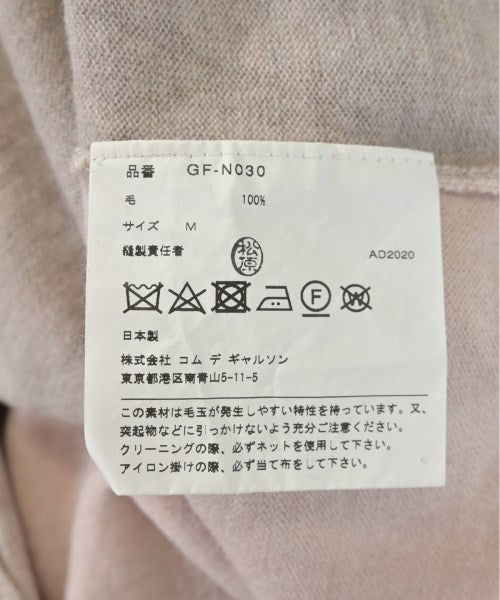 品番 GF-N030
毛 100%
サイズ M
縫製責任者 松原 AD2020
F W
日本製
株式会社 コム デ ギャルソン
東京都港区南青山5-11-5
この素材は毛玉が発生しやすい特性を持っています。又、
突起物などに引っかけないよう充分ご注意ください。
クリーニングの際、必ずネットを使用して下さい。
アイロン掛けの際、必ず当て布をして下さい。